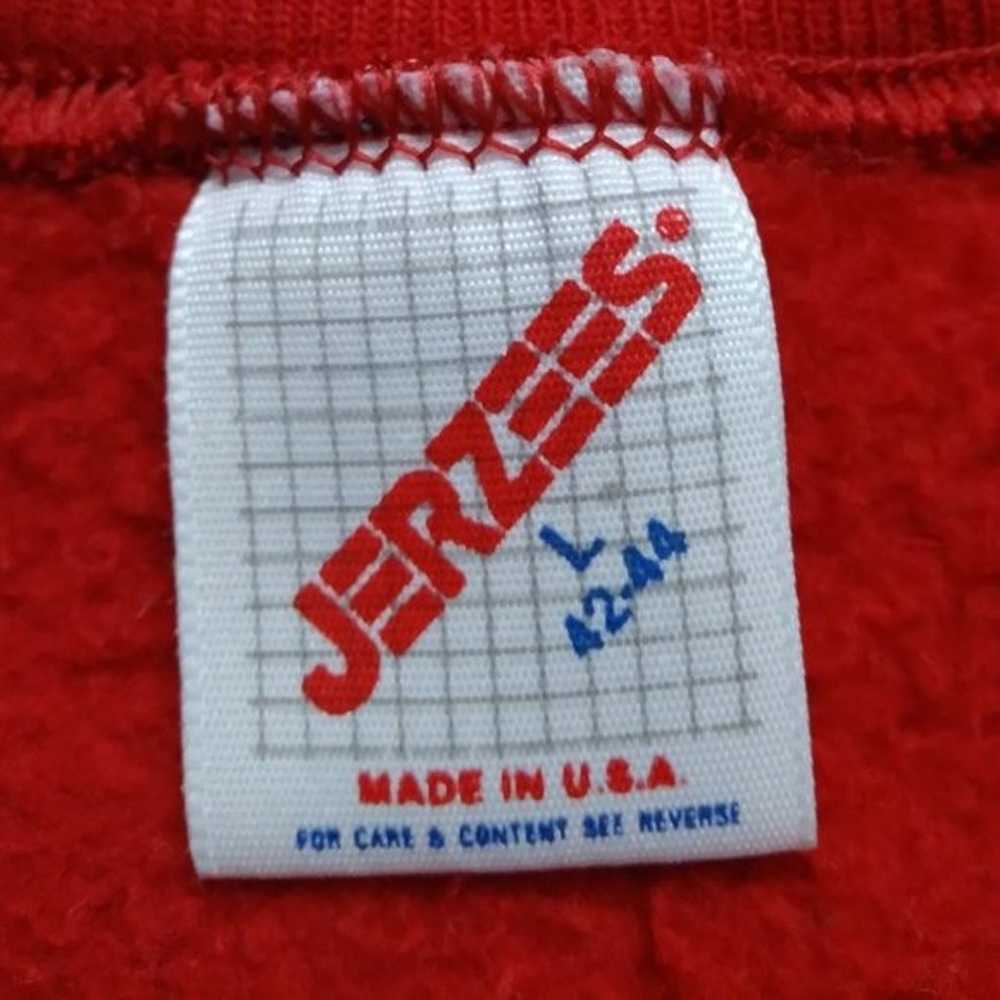 JERZEES
L
42-44
MADE IN U.S.A.
FOR CARE & CONTENT SEE REVERSE